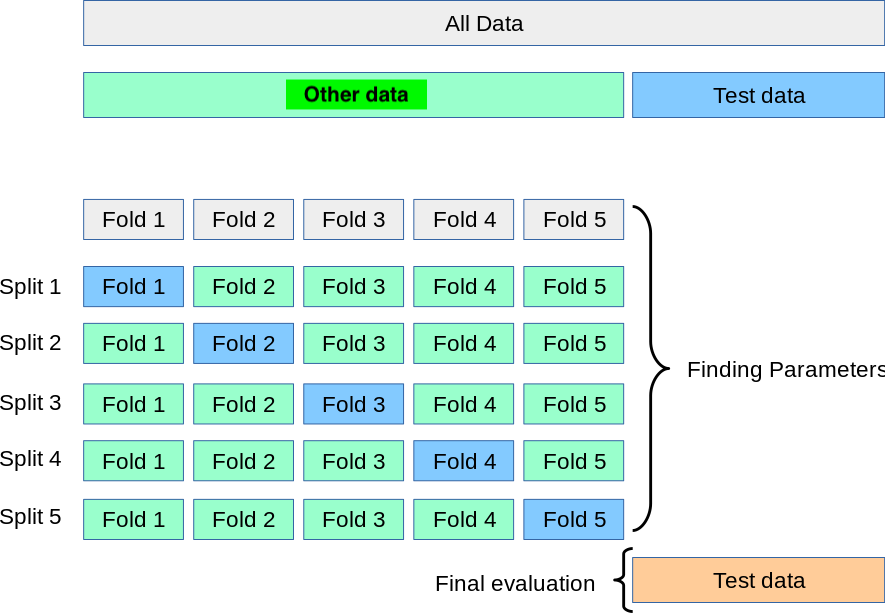 All Data
Other data
Test data
Fold 1 Fold 2 Fold 3 Fold 4 Fold 5
Split 1 Fold 1 Fold 2 Fold 3 Fold 4 Fold 5
Split 2 Fold 1 Fold 2 Fold 3 Fold 4 Fold 5
Split 3 Fold 1 Fold 2 Fold 3 Fold 4 Fold 5
Split 4 Fold 1 Fold 2 Fold 3 Fold 4 Fold 5
Split 5 Fold 1 Fold 2 Fold 3 Fold 4 Fold 5
Finding Parameters
Final evaluation
Test data